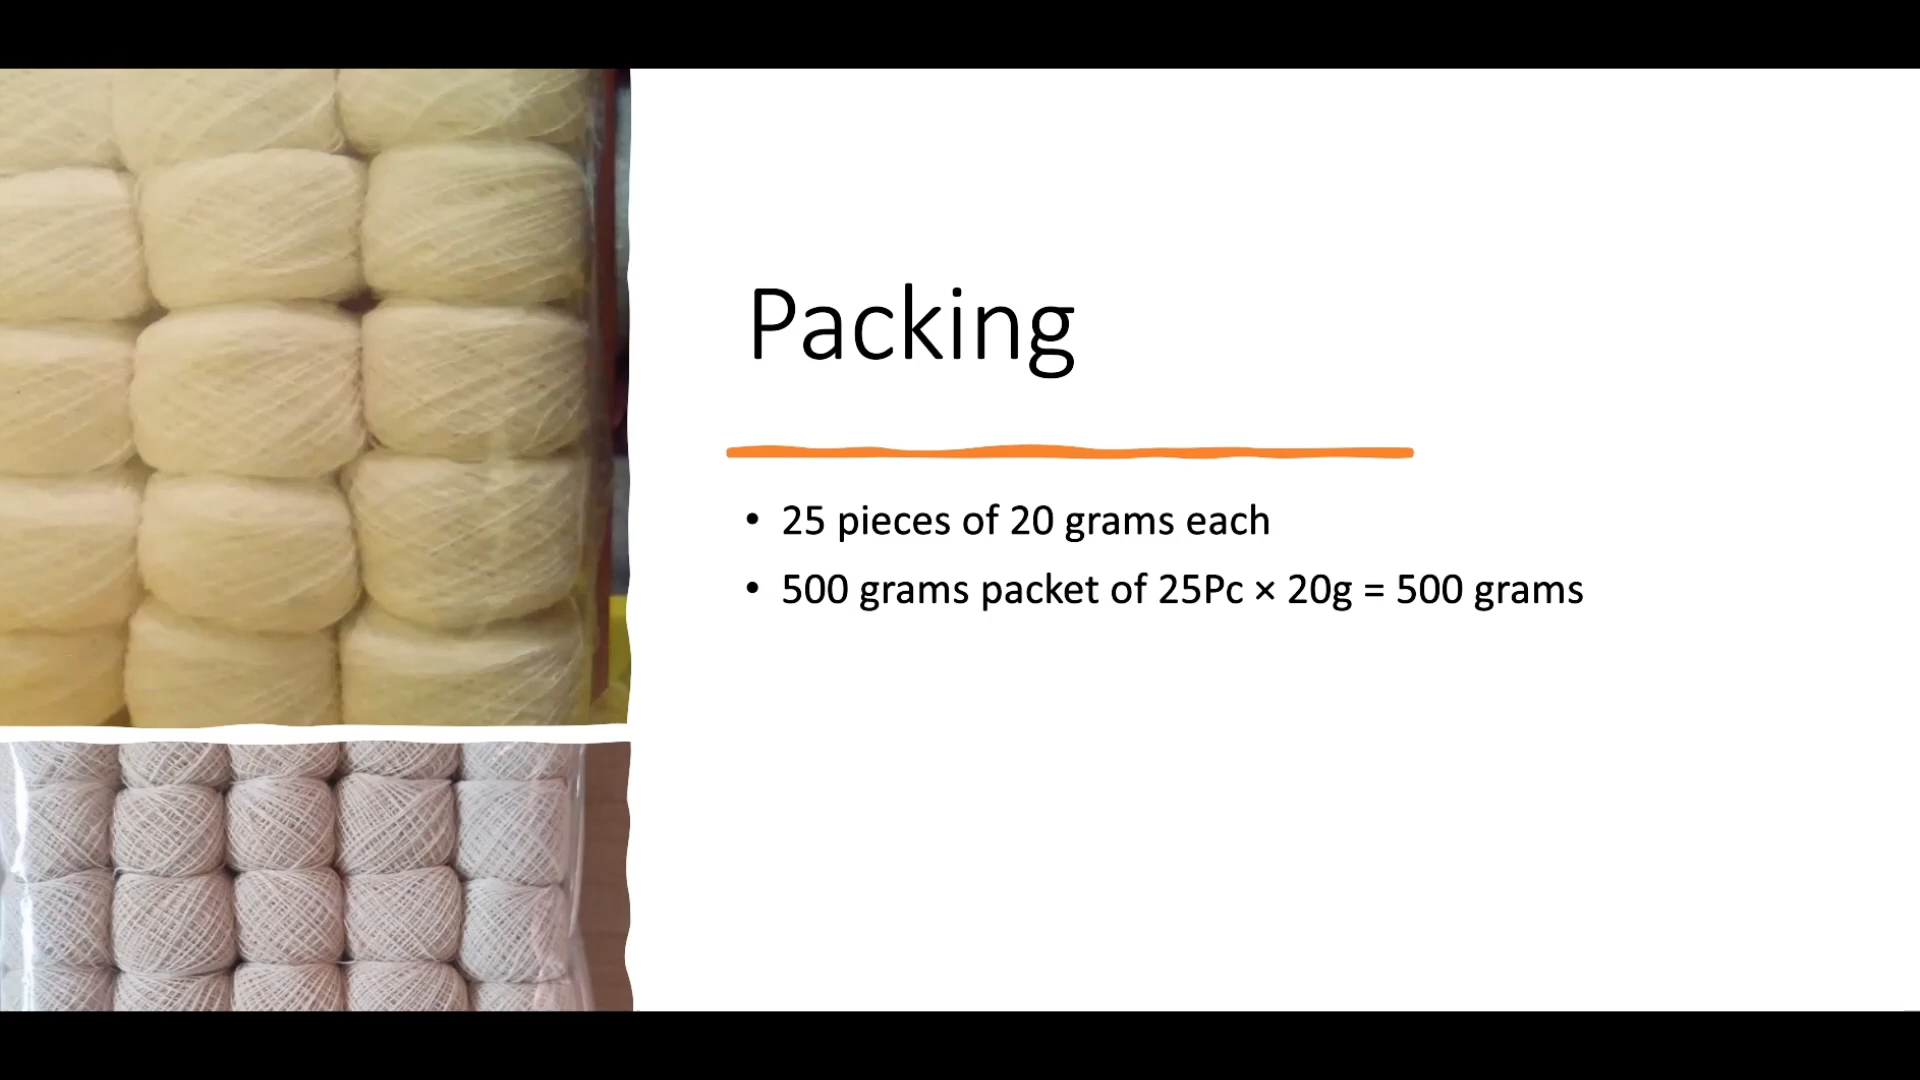 Packing
• 25 pieces of 20 grams each
• 500 grams packet of 25Pc × 20g = 500 grams